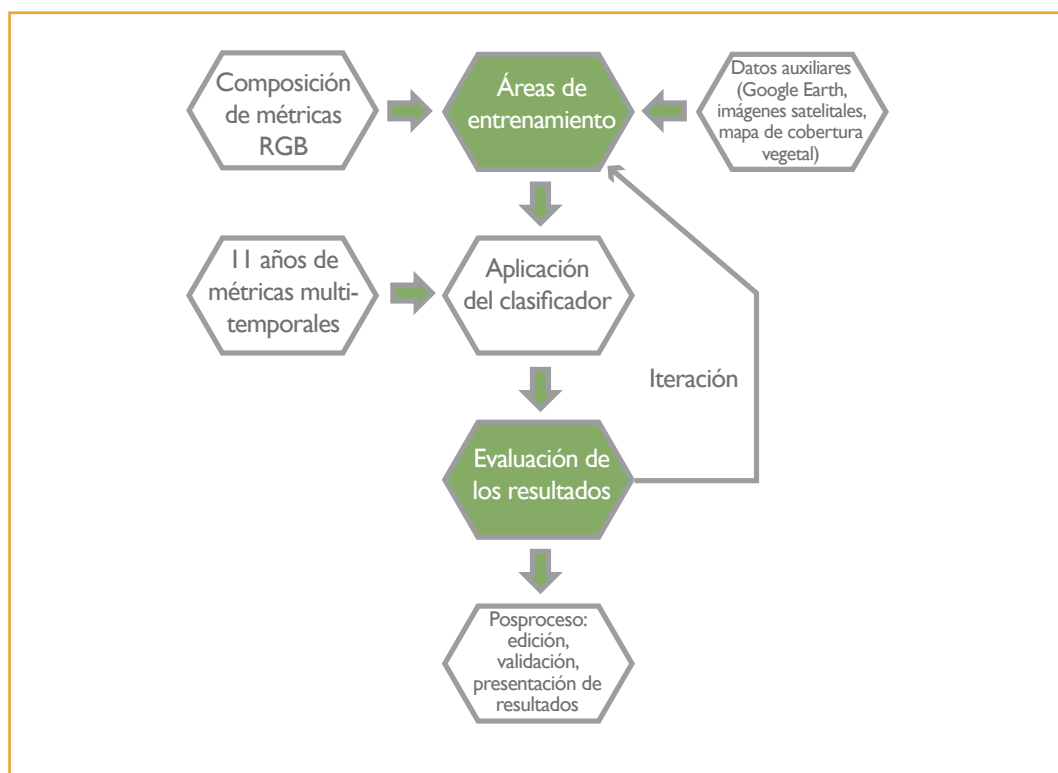 Composición
de métricas
RGB
Áreas de
entrenamiento
Datos auxiliares
(Google Earth,
imágenes satelitales,
mapa de cobertura
vegetal)
11 años de
métricas multi-
temporales
Aplicación
del clasificador
Iteración
Evaluación de
los resultados
Posproceso:
edición,
validación,
presentación de
resultados